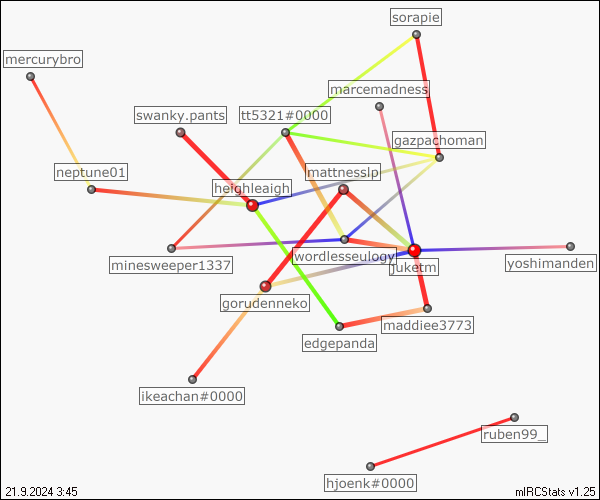 sorapie
mercurybro
marcemadness
swanky.pants
tt5321#0000
gazpachoman
neptune01
mattnesslp
heighleaigh
wordlesseulogy
minesweeper1337
juketm
yoshimanden
gorudenneko
maddiee3773
edgepanda
ikeachan#0000
ruben99_
hjoenk#0000
21.9.2024 3:45
mIRCStats v1.25